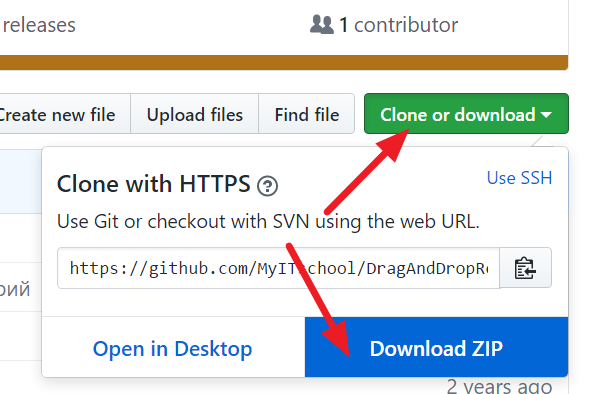 releases
1 contributor
Create new file
Upload files
Find file
Clone or download
Clone with HTTPS ?
Use SSH
Use Git or checkout with SVN using the web URL.
https://github.com/MyITschool/DragAndDropRe
рий
Open in Desktop
Download ZIP
2 years ago